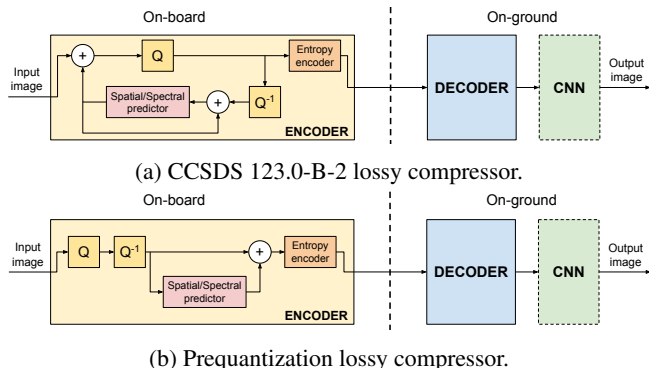 On-board
On-ground
Input image
+
Q
Entropy encoder
Spatial/Spectral predictor
+
Q-1
ENCODER
DECODER
CNN
Output image
(a) CCSDS 123.0-B-2 lossy compressor.
On-board
On-ground
Input image
Q
Q-1
+
Entropy encoder
Spatial/Spectral predictor
ENCODER
DECODER
CNN
Output image
(b) Prequantization lossy compressor.